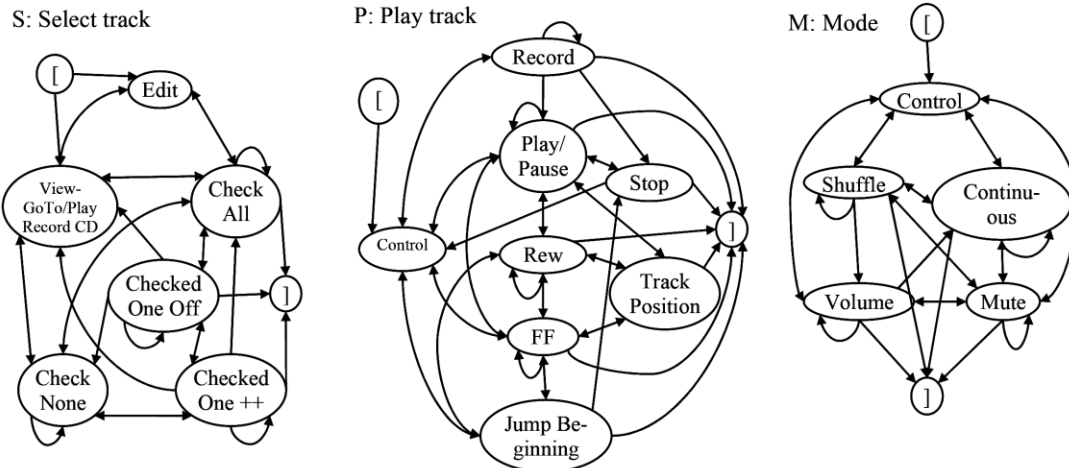 S: Select track
[
Edit
View-
GoTo/Play
Record CD
Check
All
Checked
One Off
]
Check
None
Checked
One ++
P: Play track
Record
[
Play/
Pause
Stop
Control
Rew
]
Track
Position
FF
Jump Be-
ginning
M: Mode
[
Control
Shuffle
Continu-
ous
Volume
Mute
]